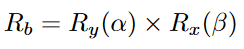 R_b = R_y(α) × R_x(β)